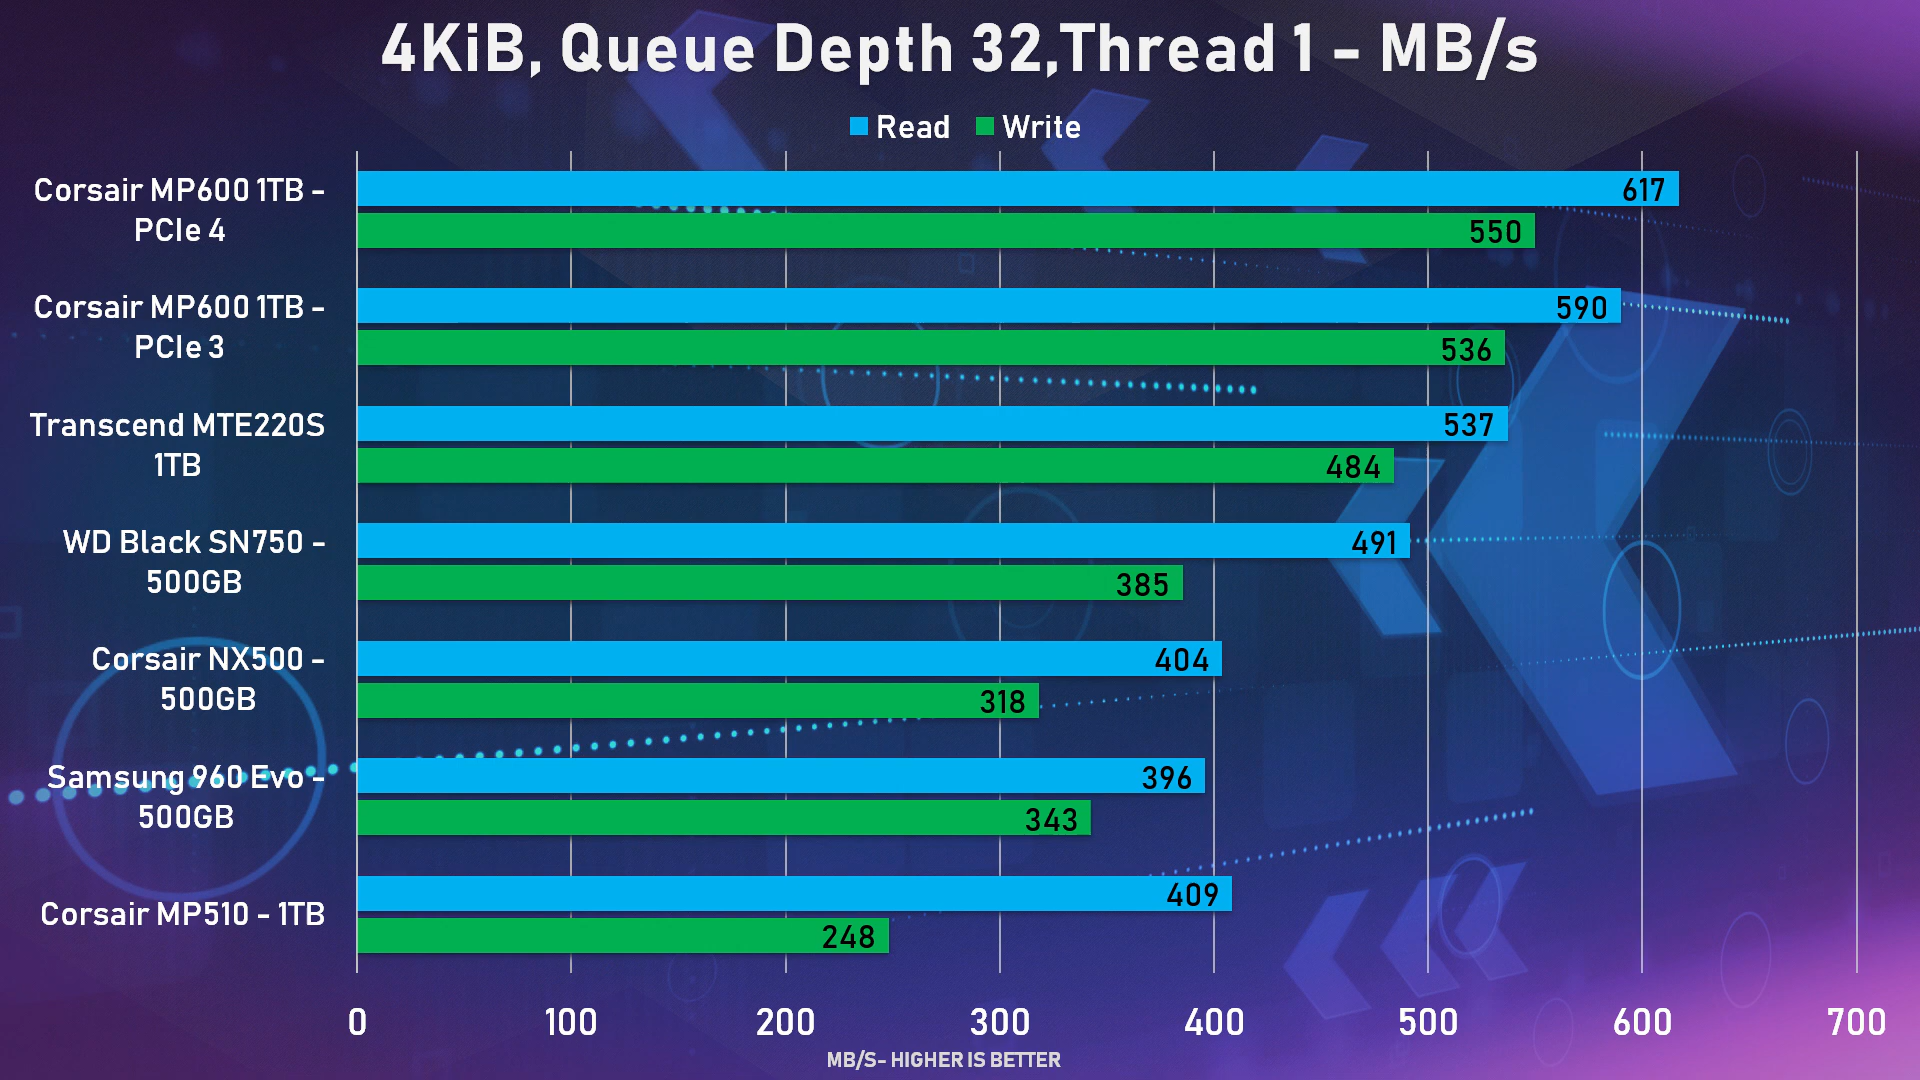 4KiB, Queue Depth 32,Thread 1 - MB/s
Read Write
Corsair MP600 1TB -
PCIe 4
617
550
Corsair MP600 1TB -
PCIe 3
590
536
Transcend MTE220S
1TB
537
484
WD Black SN750 -
500GB
491
385
Corsair NX500 -
500GB
404
318
Samsung 960 Evo -
500GB
396
343
Corsair MP510 - 1TB
409
248
0 100 200 300 400 500 600 700
MB/S- HIGHER IS BETTER